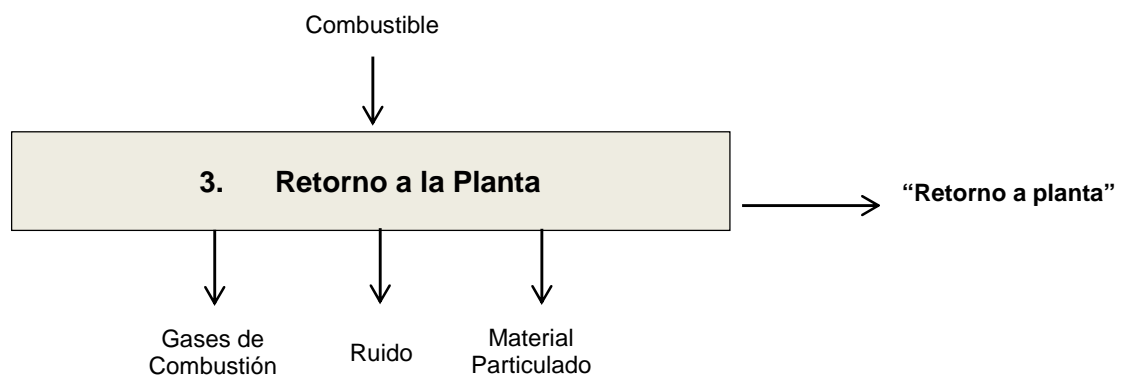 Combustible
3. Retorno a la Planta
“Retorno a planta”
Gases de
Combustión
Ruido
Material
Particulado